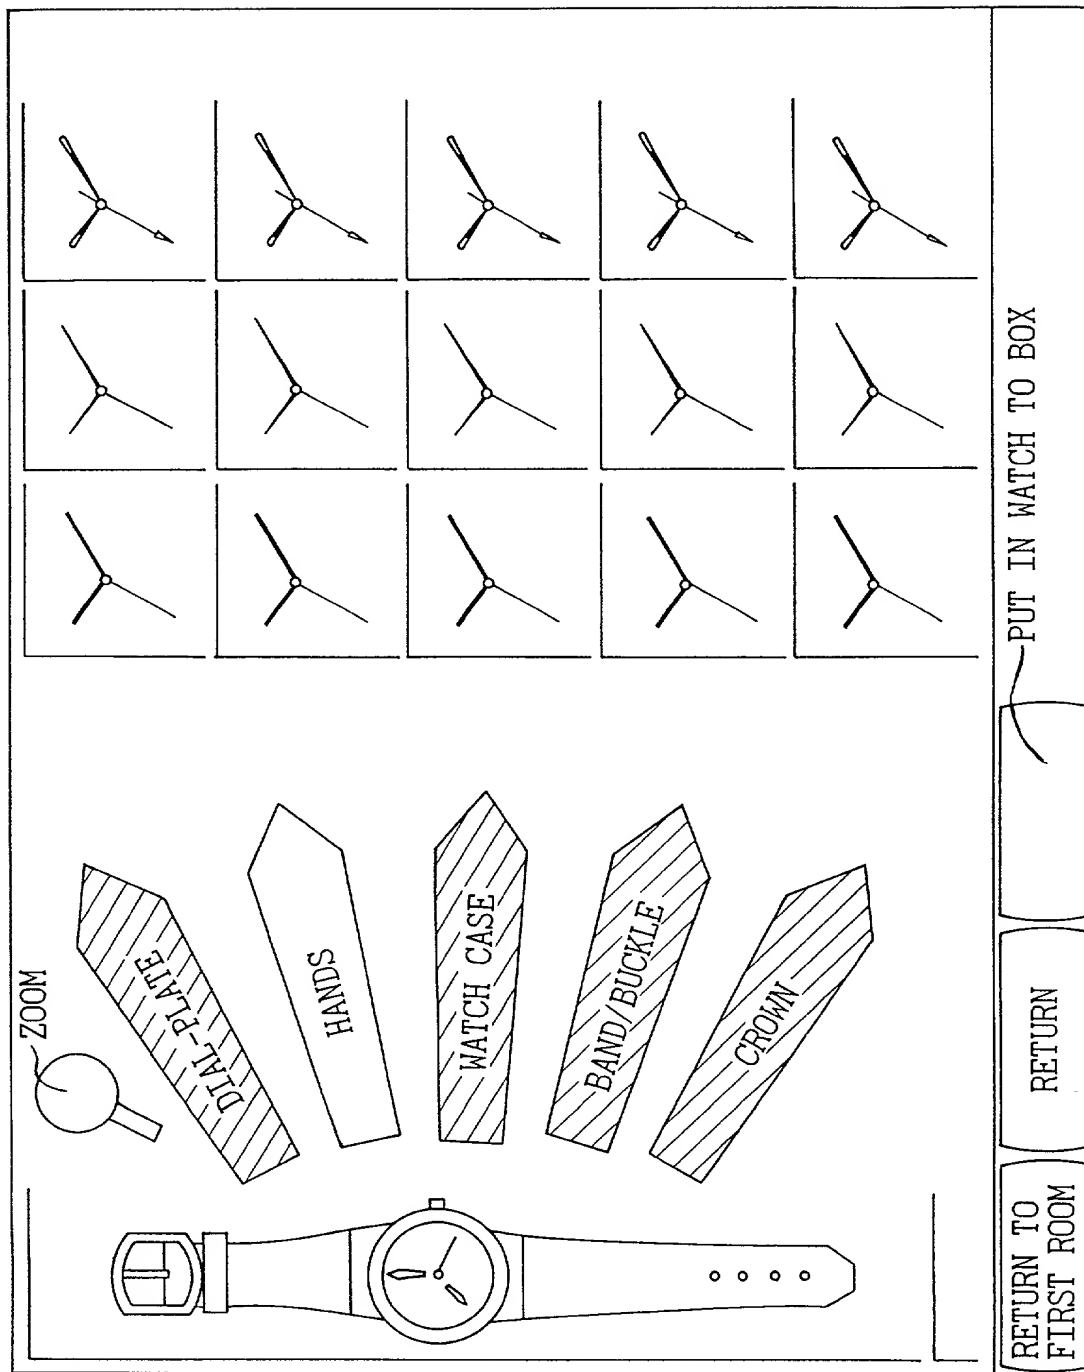 ZOOM
DIAL-PLATE
HANDS
WATCH CASE
BAND/BUCKLE
CROWN
RETURN TO
FIRST ROOM
RETURN
PUT IN WATCH TO BOX